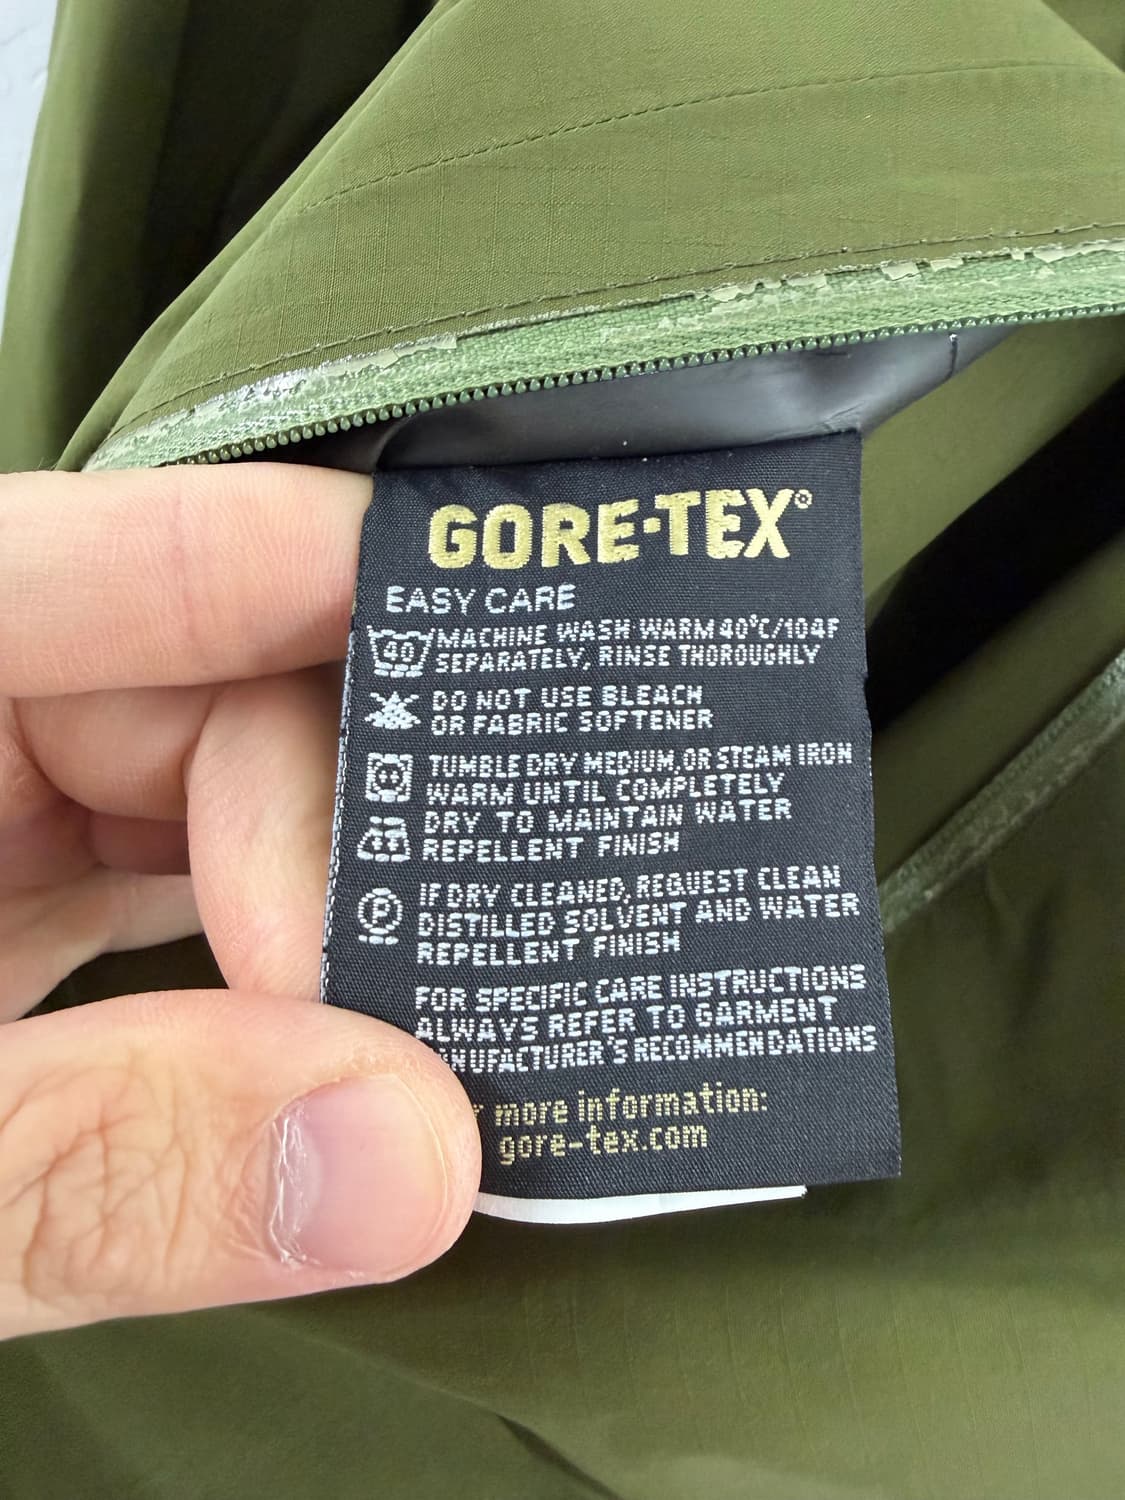 GORE-TEX®
EASY CARE
40 MACHINE WASH WARM 40°C/104F
SEPARATELY, RINSE THOROUGHLY
DO NOT USE BLEACH
OR FABRIC SOFTENER
TUMBLE DRY MEDIUM, OR STEAM IRON
WARM UNTIL COMPLETELY
DRY TO MAINTAIN WATER
REPELLENT FINISH
P IF DRY CLEANED, REQUEST CLEAN
DISTILLED SOLVENT AND WATER
REPELLENT FINISH
FOR SPECIFIC CARE INSTRUCTIONS
ALWAYS REFER TO GARMENT
ANUFACTURER'S RECOMMENDATIONS
r more information:
gore-tex.com